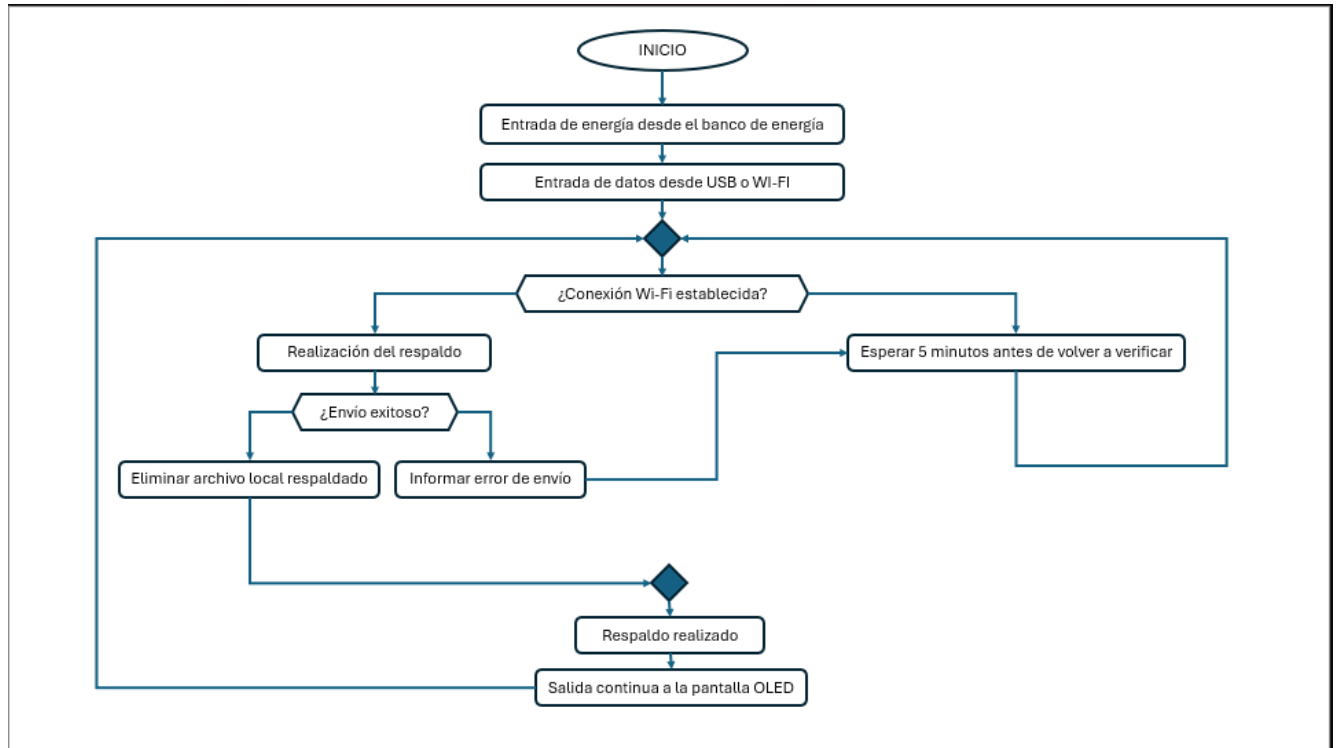 INICIO
Entrada de energía desde el banco de energía
Entrada de datos desde USB o WI-FI
¿Conexión Wi-Fi establecida?
Realización del respaldo
Esperar 5 minutos antes de volver a verificar
¿Envío exitoso?
Eliminar archivo local respaldado
Informar error de envío
Respaldo realizado
Salida continua a la pantalla OLED